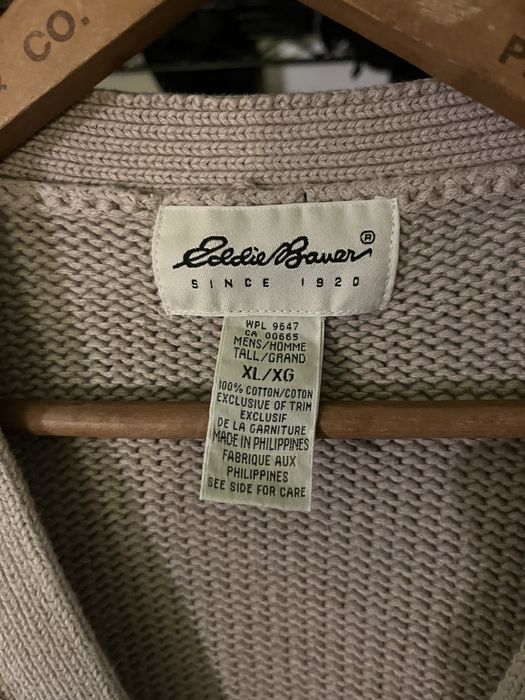 CO.
Eddie Bauer®
SINCE 1920
WPL 9647
CA 00665
MENS/HOMME
TALL/GRAND
XL/XG
100% COTTON/COTON
EXCLUSIVE OF TRIM
EXCLUSIF
DE LA GARNITURE
MADE IN PHILIPPINES
FABRIQUE AUX
PHILIPPINES
SEE SIDE FOR CARE